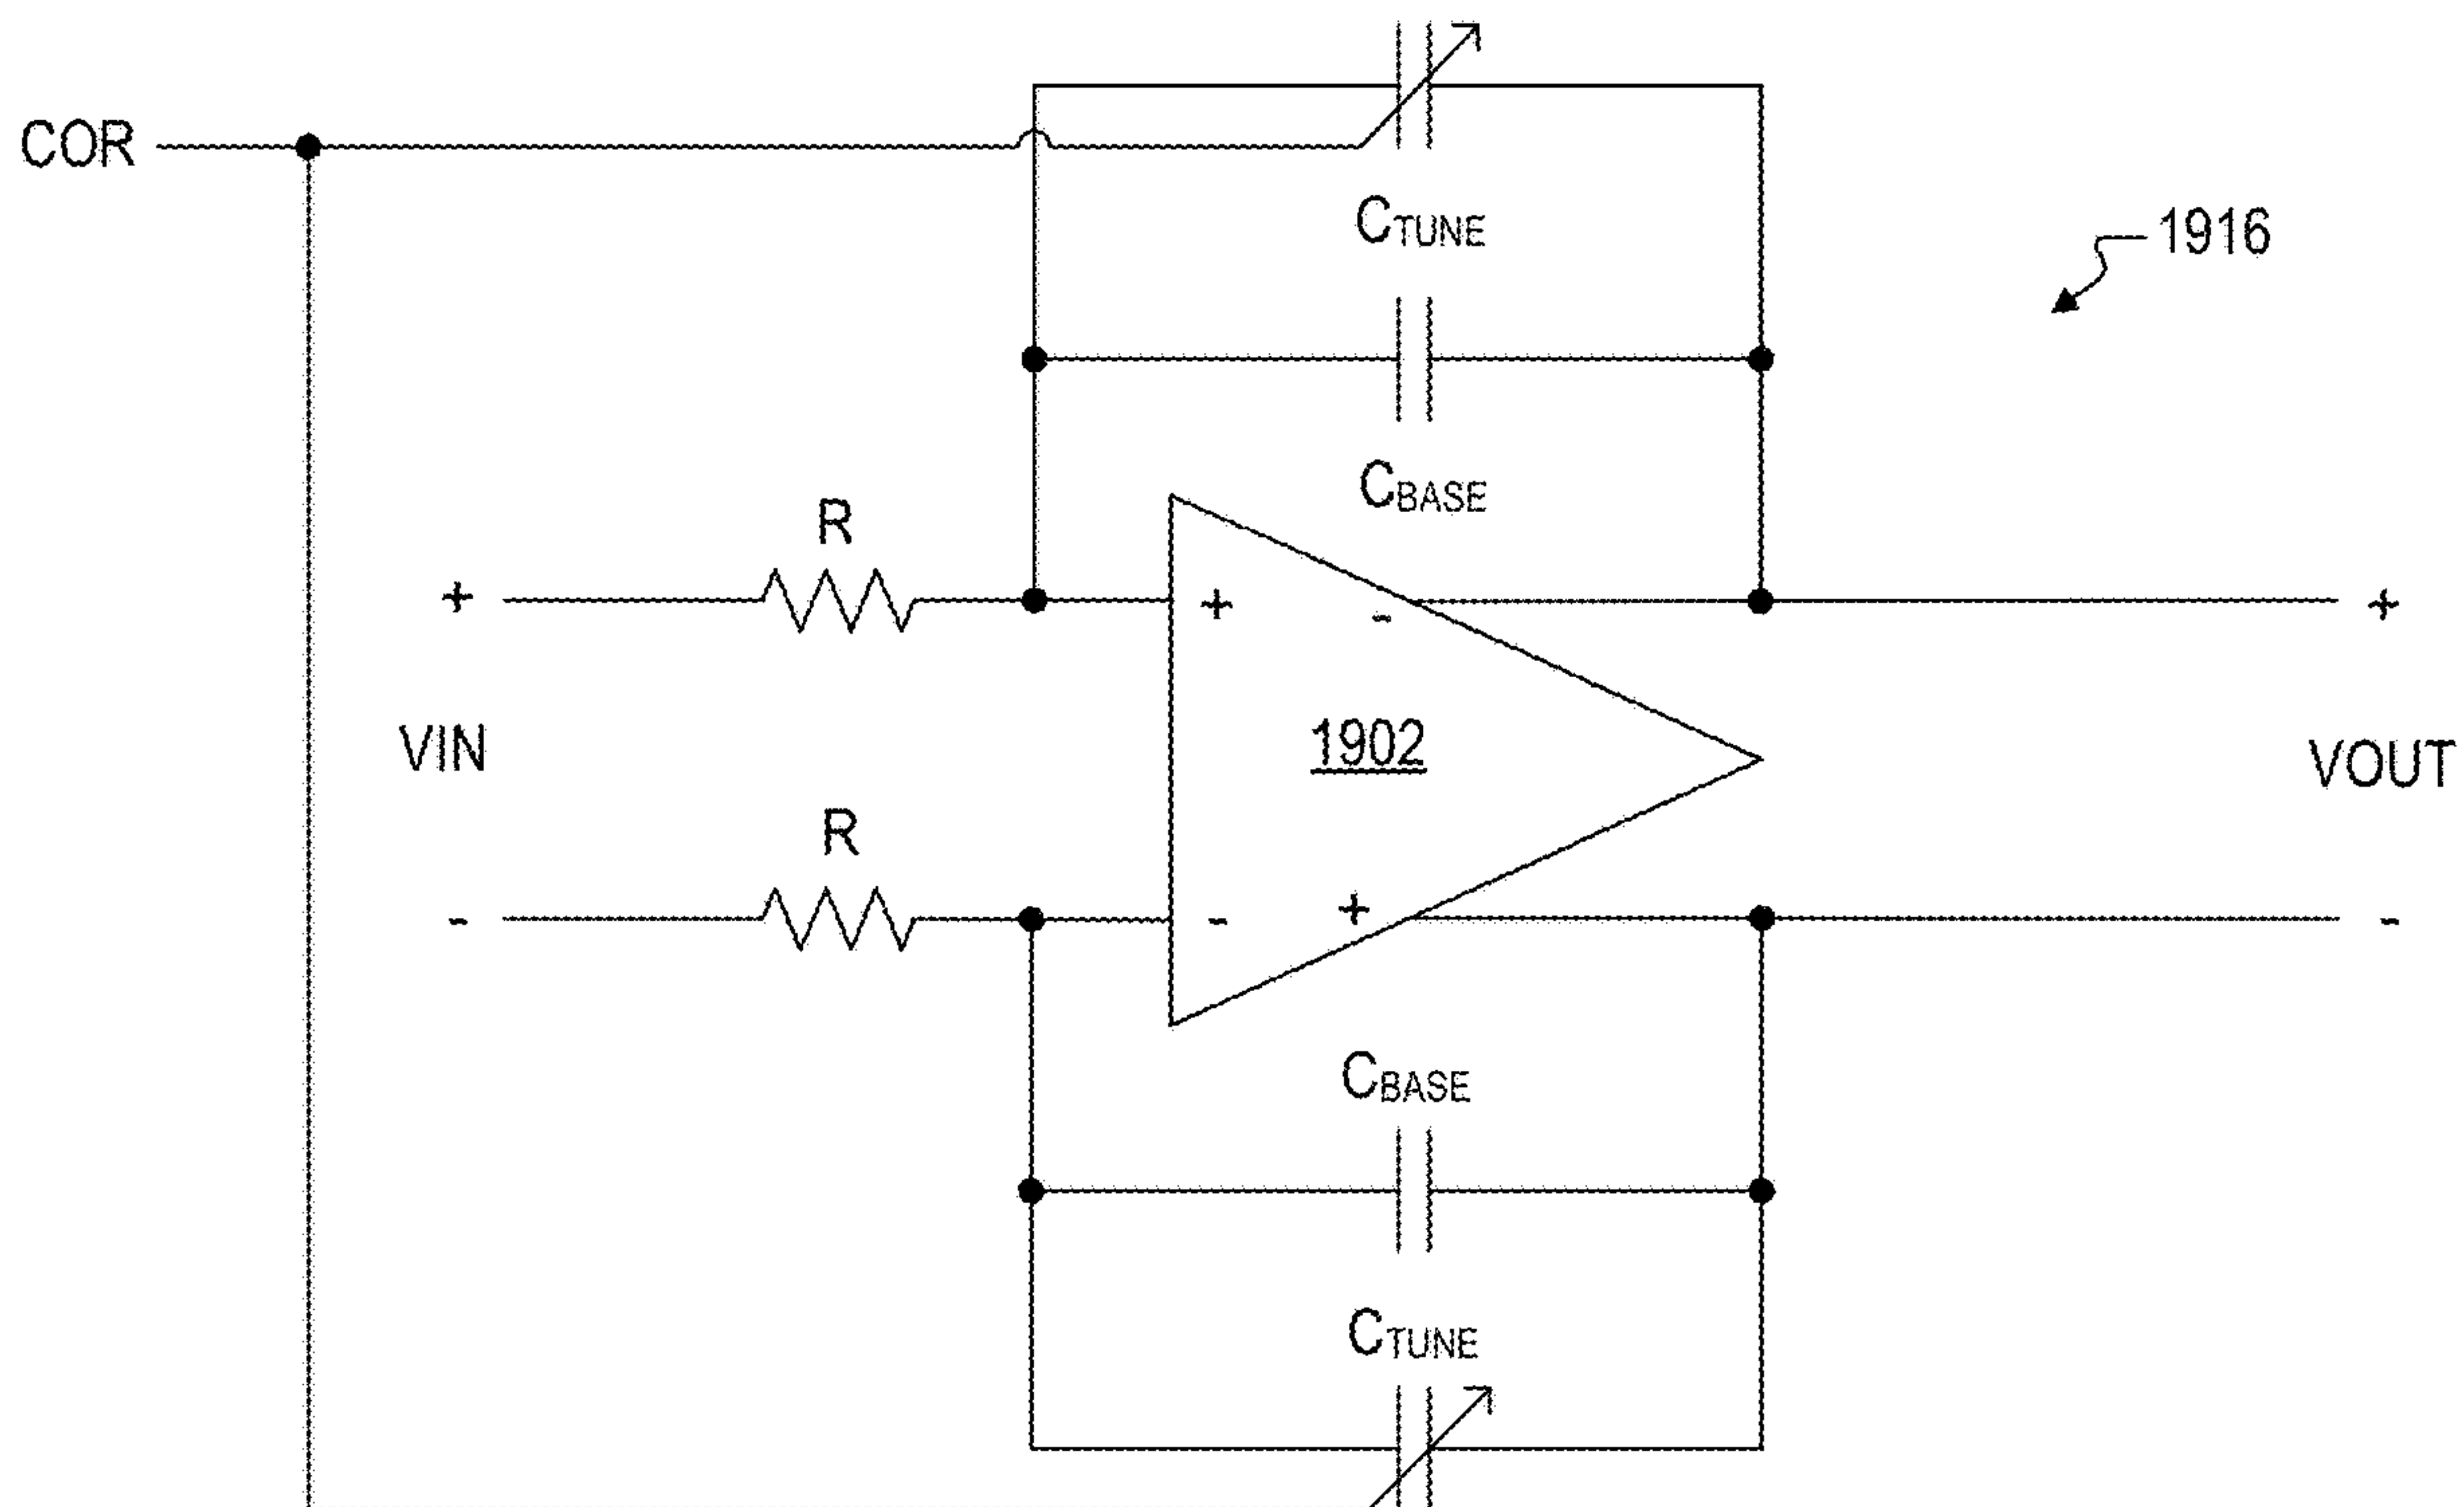 COR
CTUNE
1916
CBASE
R
+
+
-
+
VIN
1902
VOUT
R
-
-
+
-
CBASE
CTUNE